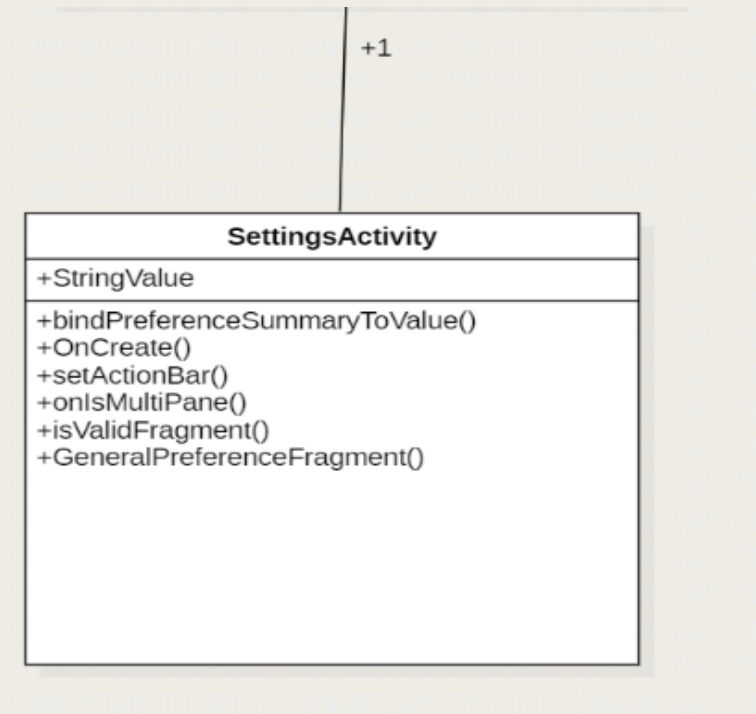 +1
SettingsActivity
+StringValue
+bindPreferenceSummaryToValue()
+OnCreate()
+setActionBar()
+onIsMultiPane()
+isValidFragment()
+GeneralPreferenceFragment()